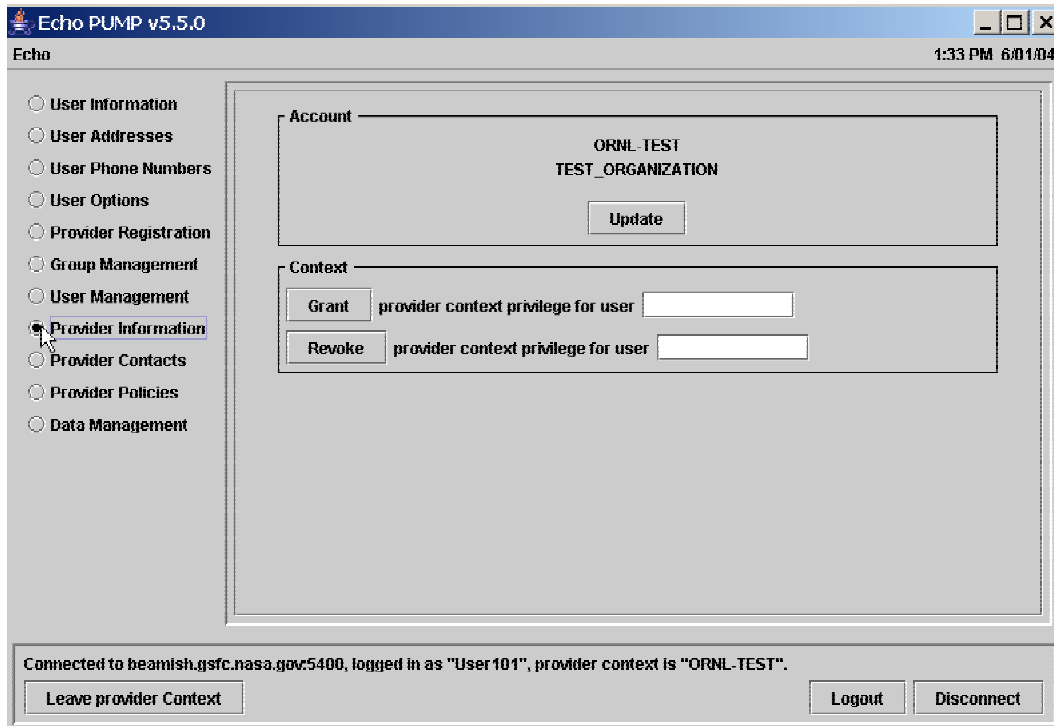 Echo PUMP v5.5.0
Echo
1:33 PM 6/01/04
User Information
User Addresses
User Phone Numbers
User Options
Provider Registration
Group Management
User Management
Provider Information
Provider Contacts
Provider Policies
Data Management
Account
ORNL-TEST
TEST_ORGANIZATION
Update
Context
Grant provider context privilege for user
Revoke provider context privilege for user
Connected to beamish.gsfc.nasa.gov:5400, logged in as "User101", provider context is "ORNL-TEST".
Leave provider Context
Logout
Disconnect